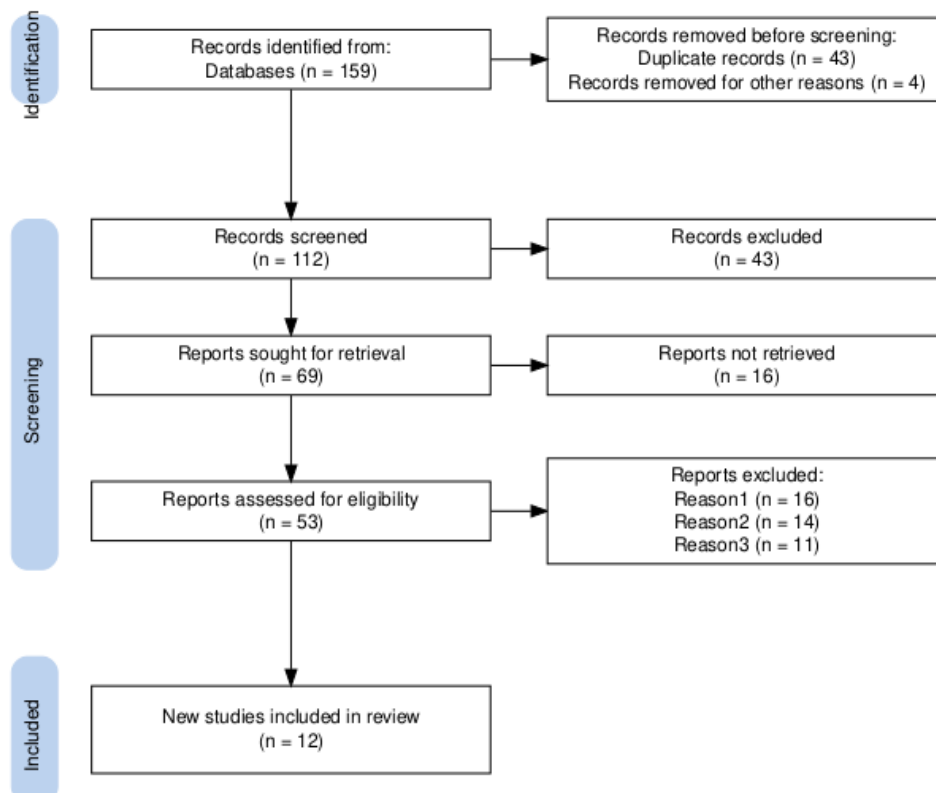 Identification
Records identified from:
Databases (n = 159)
Records removed before screening:
Duplicate records (n = 43)
Records removed for other reasons (n = 4)
Screening
Records screened
(n = 112)
Records excluded
(n = 43)
Reports sought for retrieval
(n = 69)
Reports not retrieved
(n = 16)
Reports assessed for eligibility
(n = 53)
Reports excluded:
Reason1 (n = 16)
Reason2 (n = 14)
Reason3 (n = 11)
Included
New studies included in review
(n = 12)